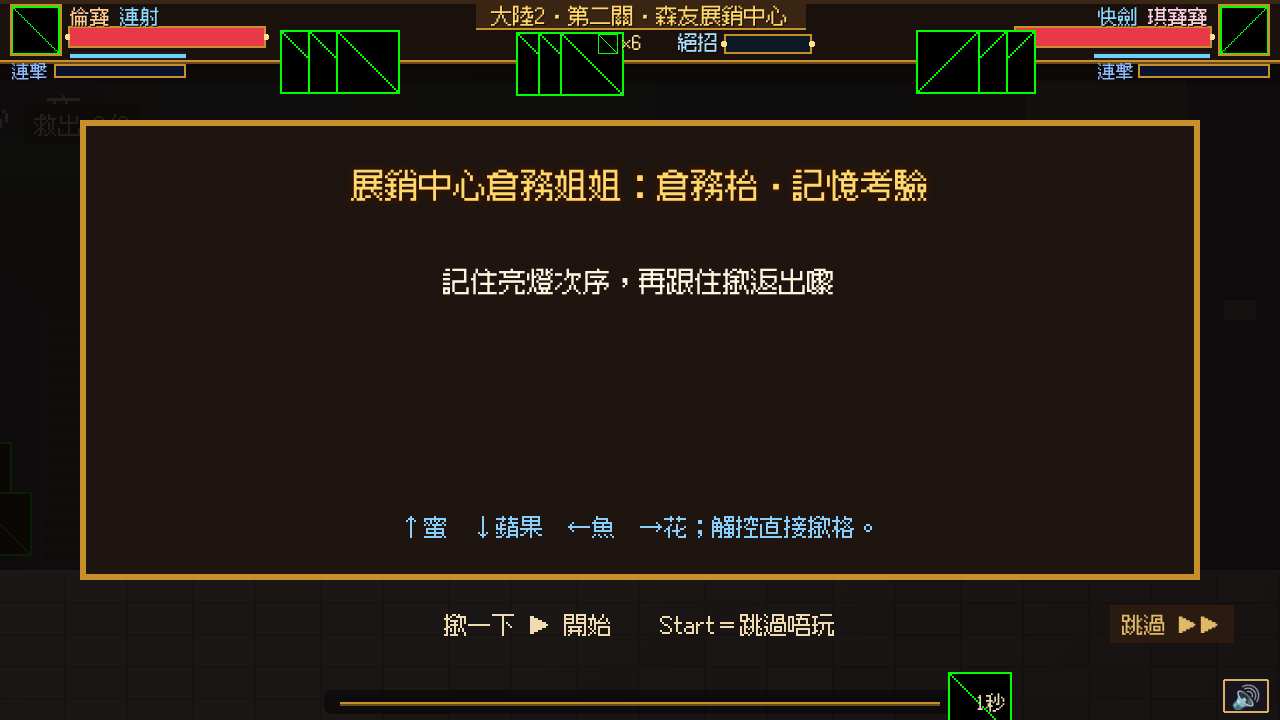 倫寶 連射
大陸2·第二關·森友展銷中心
快劍 琪寶寶
×6 絕招
連擊
連擊
救出
展銷中心倉務姐姐：倉務枱·記憶考驗
記住亮燈次序，再跟住撳返出嚟
↑蜜 ↓蘋果 ←魚 →花；觸控直接撳格。
撳一下 ▶ 開始 Start＝跳過唔玩
跳過 ▶▶
1秒